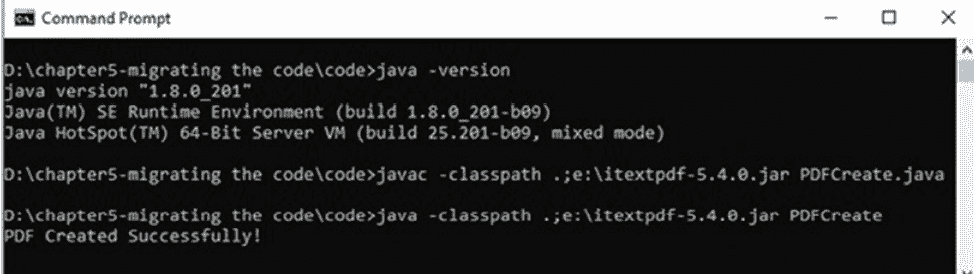 Command Prompt
D:\chapter5-migrating the code\code>java -version
java version "1.8.0_201"
Java(TM) SE Runtime Environment (build 1.8.0_201-b09)
Java HotSpot(TM) 64-Bit Server VM (build 25.201-b09, mixed mode)
D:\chapter5-migrating the code\code>javac -classpath .;e:\itextpdf-5.4.0.jar PDFCreate.java
D:\chapter5-migrating the code\code>java -classpath .;e:\itextpdf-5.4.0.jar PDFCreate
PDF Created Successfully!